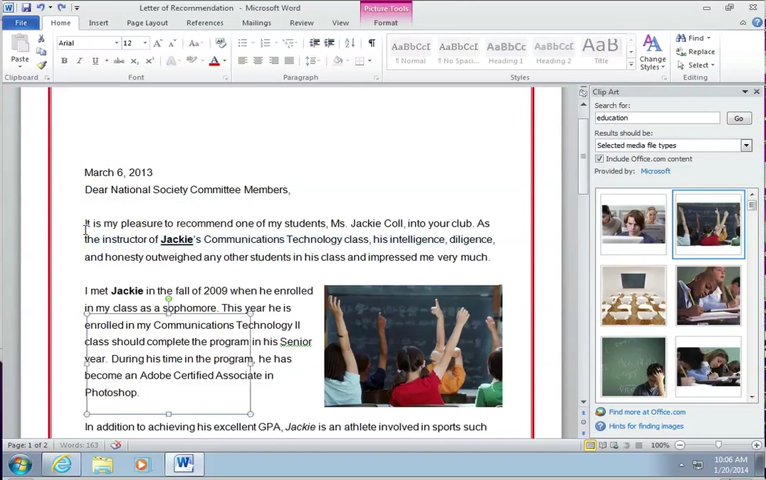 Letter of Recommendation - Microsoft Word
Picture Tools
File Home Insert Page Layout References Mailings Review View Format
Paste
Arial 12
B I U abc
AaBbCcDd AaBbCcDd AaBbCc AaBbCcDd AaB
¶ Normal ¶ No Spaci... Heading 1 Heading 2 Title
Change
Styles
Find
Replace
Select
Clipboard Font Paragraph Styles Editing
Clip Art
Search for:
education Go
Results should be:
Selected media file types
Include Office.com content
Provided by: Microsoft
March 6, 2013
Dear National Society Committee Members,
It is my pleasure to recommend one of my students, Ms. Jackie Coll, into your club. As
the instructor of Jackie's Communications Technology class, his intelligence, diligence,
and honesty outweighed any other students in his class and impressed me very much.
I met Jackie in the fall of 2009 when he enrolled
in my class as a sophomore. This year he is
enrolled in my Communications Technology II
class should complete the program in his Senior
year. During his time in the program, he has
become an Adobe Certified Associate in
Photoshop.
In addition to achieving his excellent GPA, Jackie is an athlete involved in sports such
Find more at Office.com
Hints for finding images
Page: 1 of 2 Words: 163 100%
10:06 AM
1/20/2014